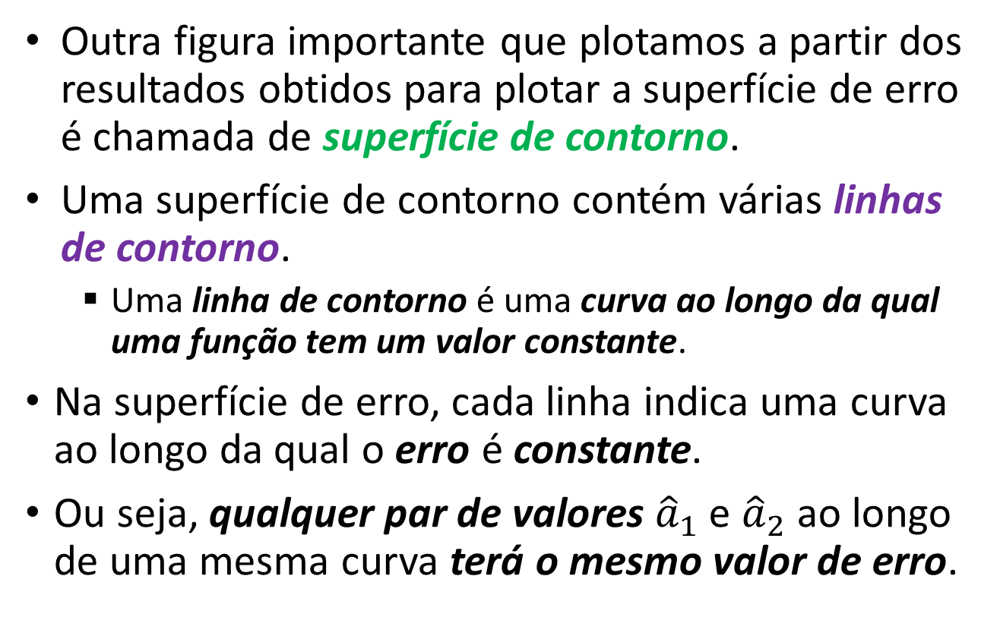 • Outra figura importante que plotamos a partir dos
resultados obtidos para plotar a superfície de erro
é chamada de superfície de contorno.
• Uma superfície de contorno contém várias linhas
de contorno.
▪ Uma linha de contorno é uma curva ao longo da qual
uma função tem um valor constante.
• Na superfície de erro, cada linha indica uma curva
ao longo da qual o erro é constante.
• Ou seja, qualquer par de valores â₁ e â₂ ao longo
de uma mesma curva terá o mesmo valor de erro.